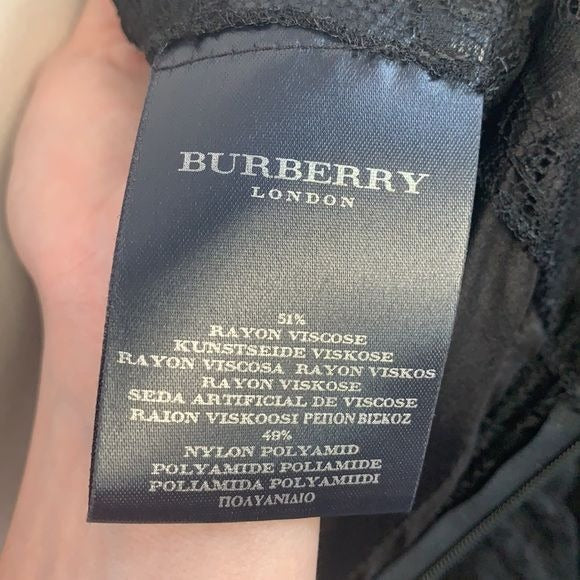 BURBERRY
LONDON
51%
RAYON VISCOSE
KUNSTSEIDE VISKOSE
RAYON VISCOSA RAYON VISKOS
RAYON VISKOSE
SEDA ARTIFICIAL DE VISCOSE
RAION VISKOOSI ΡΕΠΟΝ ΒΙΣΚΟΖ
49%
NYLON POLYAMID
POLYAMIDE POLIAMIDE
POLIAMIDA POLYAMIIDI
ΠΟΛΥΑΝΙΔΙΟ